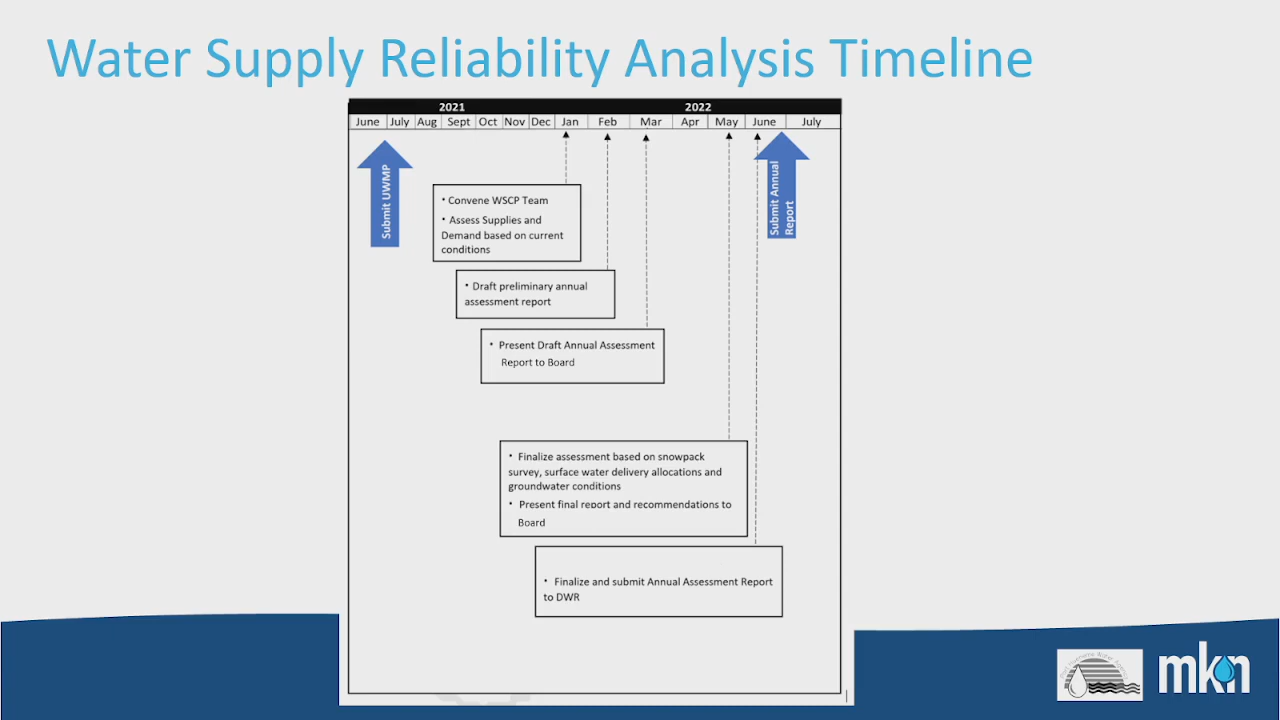 Water Supply Reliability Analysis Timeline
2021 2022
June July Aug Sept Oct Nov Dec Jan Feb Mar Apr May June July
Submit UWMP
Submit Annual
Report
• Convene WSCP Team
• Assess Supplies and
Demand based on current
conditions
• Draft preliminary annual
assessment report
• Present Draft Annual Assessment
Report to Board
• Finalize assessment based on snowpack
survey, surface water delivery allocations and
groundwater conditions
• Present final report and recommendations to
Board
• Finalize and submit Annual Assessment Report
to DWR
mkn